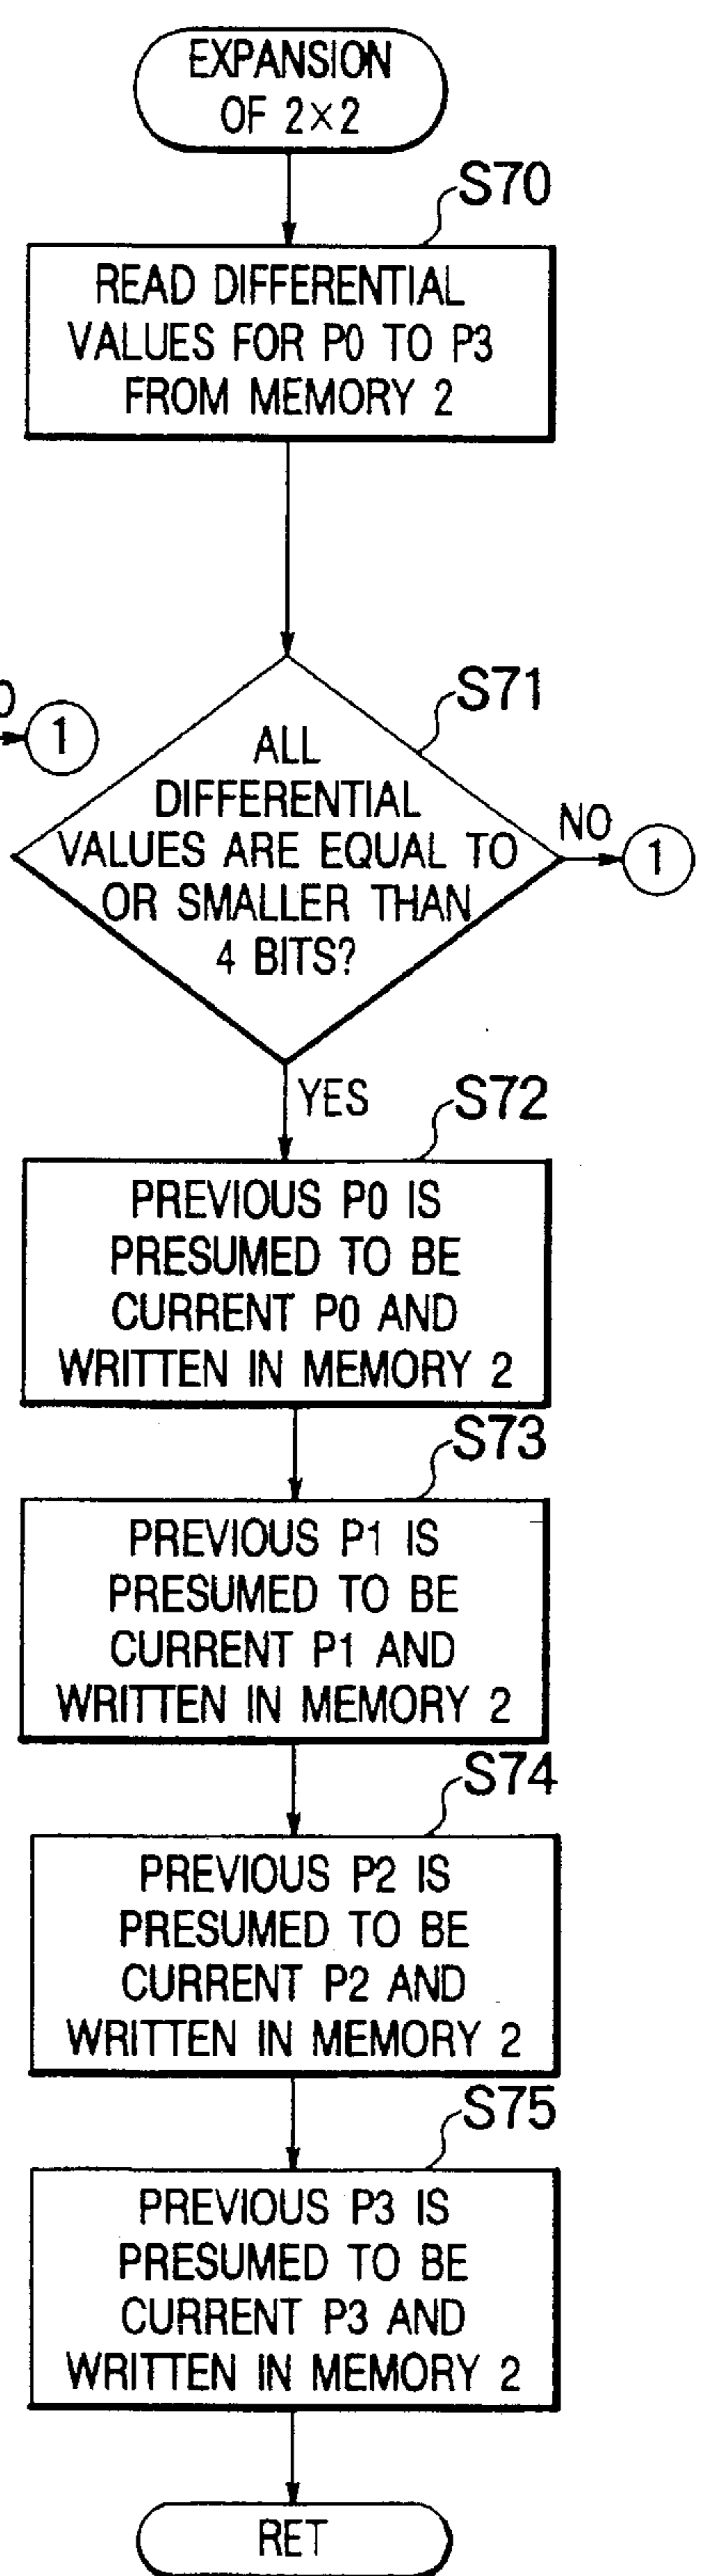 EXPANSION
OF 2×2
S70
READ DIFFERENTIAL
VALUES FOR P0 TO P3
FROM MEMORY 2
S71
1
ALL
DIFFERENTIAL
VALUES ARE EQUAL TO
OR SMALLER THAN
4 BITS?
NO
1
YES
S72
PREVIOUS P0 IS
PRESUMED TO BE
CURRENT P0 AND
WRITTEN IN MEMORY 2
S73
PREVIOUS P1 IS
PRESUMED TO BE
CURRENT P1 AND
WRITTEN IN MEMORY 2
S74
PREVIOUS P2 IS
PRESUMED TO BE
CURRENT P2 AND
WRITTEN IN MEMORY 2
S75
PREVIOUS P3 IS
PRESUMED TO BE
CURRENT P3 AND
WRITTEN IN MEMORY 2
RET